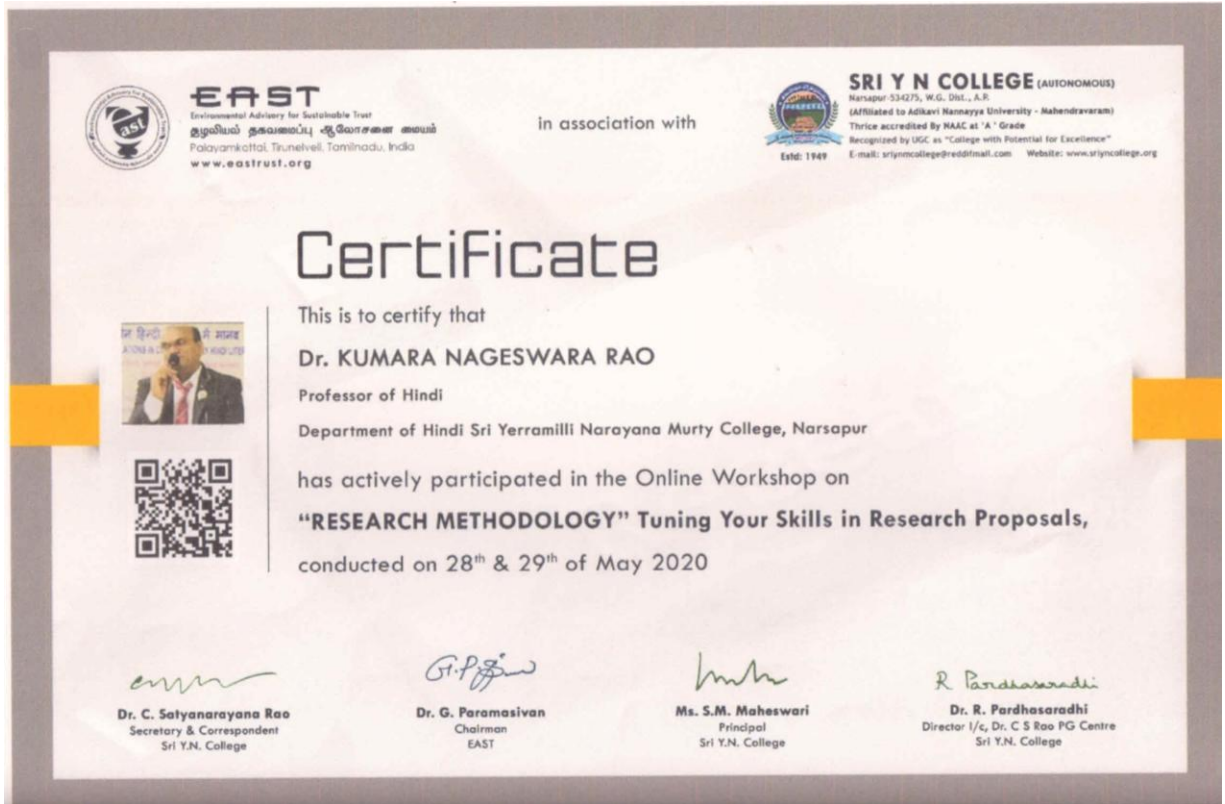 EAST
Environmental Advisory for Sustainable Trust
சூழலியல் தகவமைப்பு ஆலோசனை மையம்
Palayamkottai, Tirunelveli, Tamilnadu, India
www.eastrust.org
east
in association with
SRI Y N COLLEGE (AUTONOMOUS)
Narsapur-534275, W.G. Dist., A.P.
(Affiliated to Adikavi Nannayya University - Mahendravaram)
Thrice accredited By NAAC at 'A' Grade
Recognized by UGC as "College with Potential for Excellence"
E-mail: sriynmcollege@reddifmail.com Website: www.sriyncollege.org
Estd: 1949
Certificate
This is to certify that
Dr. KUMARA NAGESWARA RAO
Professor of Hindi
Department of Hindi Sri Yerramilli Narayana Murty College, Narsapur
has actively participated in the Online Workshop on
“RESEARCH METHODOLOGY” Tuning Your Skills in Research Proposals,
conducted on 28th & 29th of May 2020
हिन्दी में मानव
G.P.
R Pardhasaradhi
Dr. C. Satyanarayana Rao
Secretary & Correspondent
Sri Y.N. College
Dr. G. Paramasivan
Chairman
EAST
Ms. S.M. Maheswari
Principal
Sri Y.N. College
Dr. R. Pardhasaradhi
Director I/c, Dr. C S Rao PG Centre
Sri Y.N. College